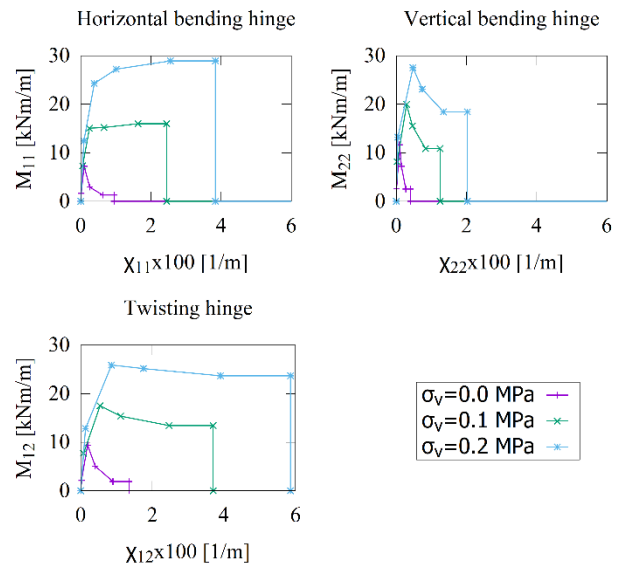 Horizontal bending hinge
Vertical bending hinge
M₁₁ [kNm/m]
30
20
10
0
0 2 4 6
χ₁₁x100 [1/m]
M₂₂ [kNm/m]
30
20
10
0
0 2 4 6
χ₂₂x100 [1/m]
Twisting hinge
M₁₂ [kNm/m]
30
20
10
0
0 2 4 6
χ₁₂x100 [1/m]
σᵥ=0.0 MPa
σᵥ=0.1 MPa
σᵥ=0.2 MPa